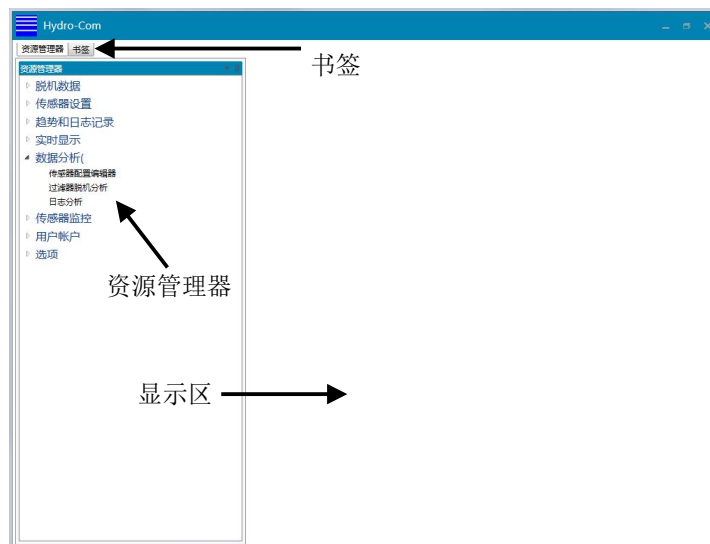 Hydro-Com
资源管理器 书签
书签
资源管理器
脱机数据
传感器设置
趋势和日志记录
实时显示
数据分析(
传感器配置编辑器
过滤器脱机分析
日志分析
传感器监控
用户帐户
选项
资源管理器
显示区